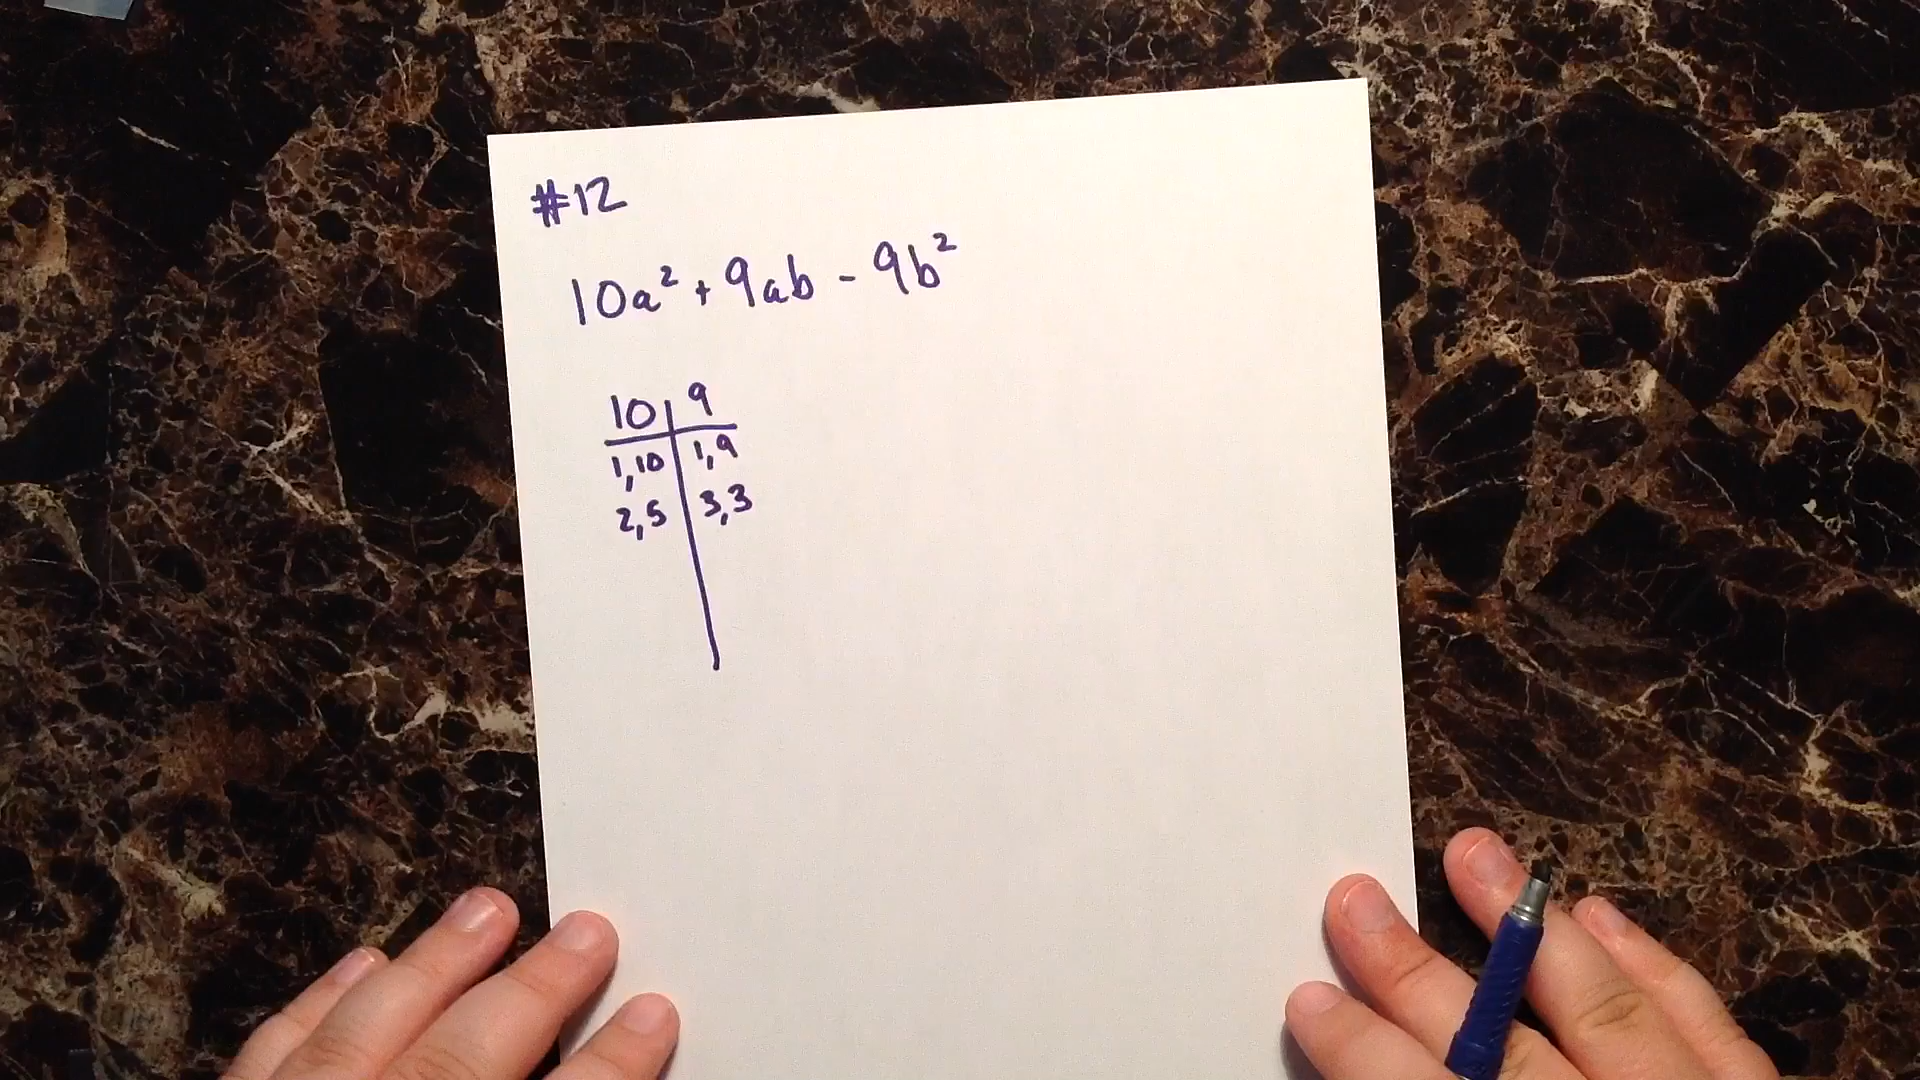 #12
10a² + 9ab - 9b²
10 | 9
1,10 | 1,9
2,5 | 3,3